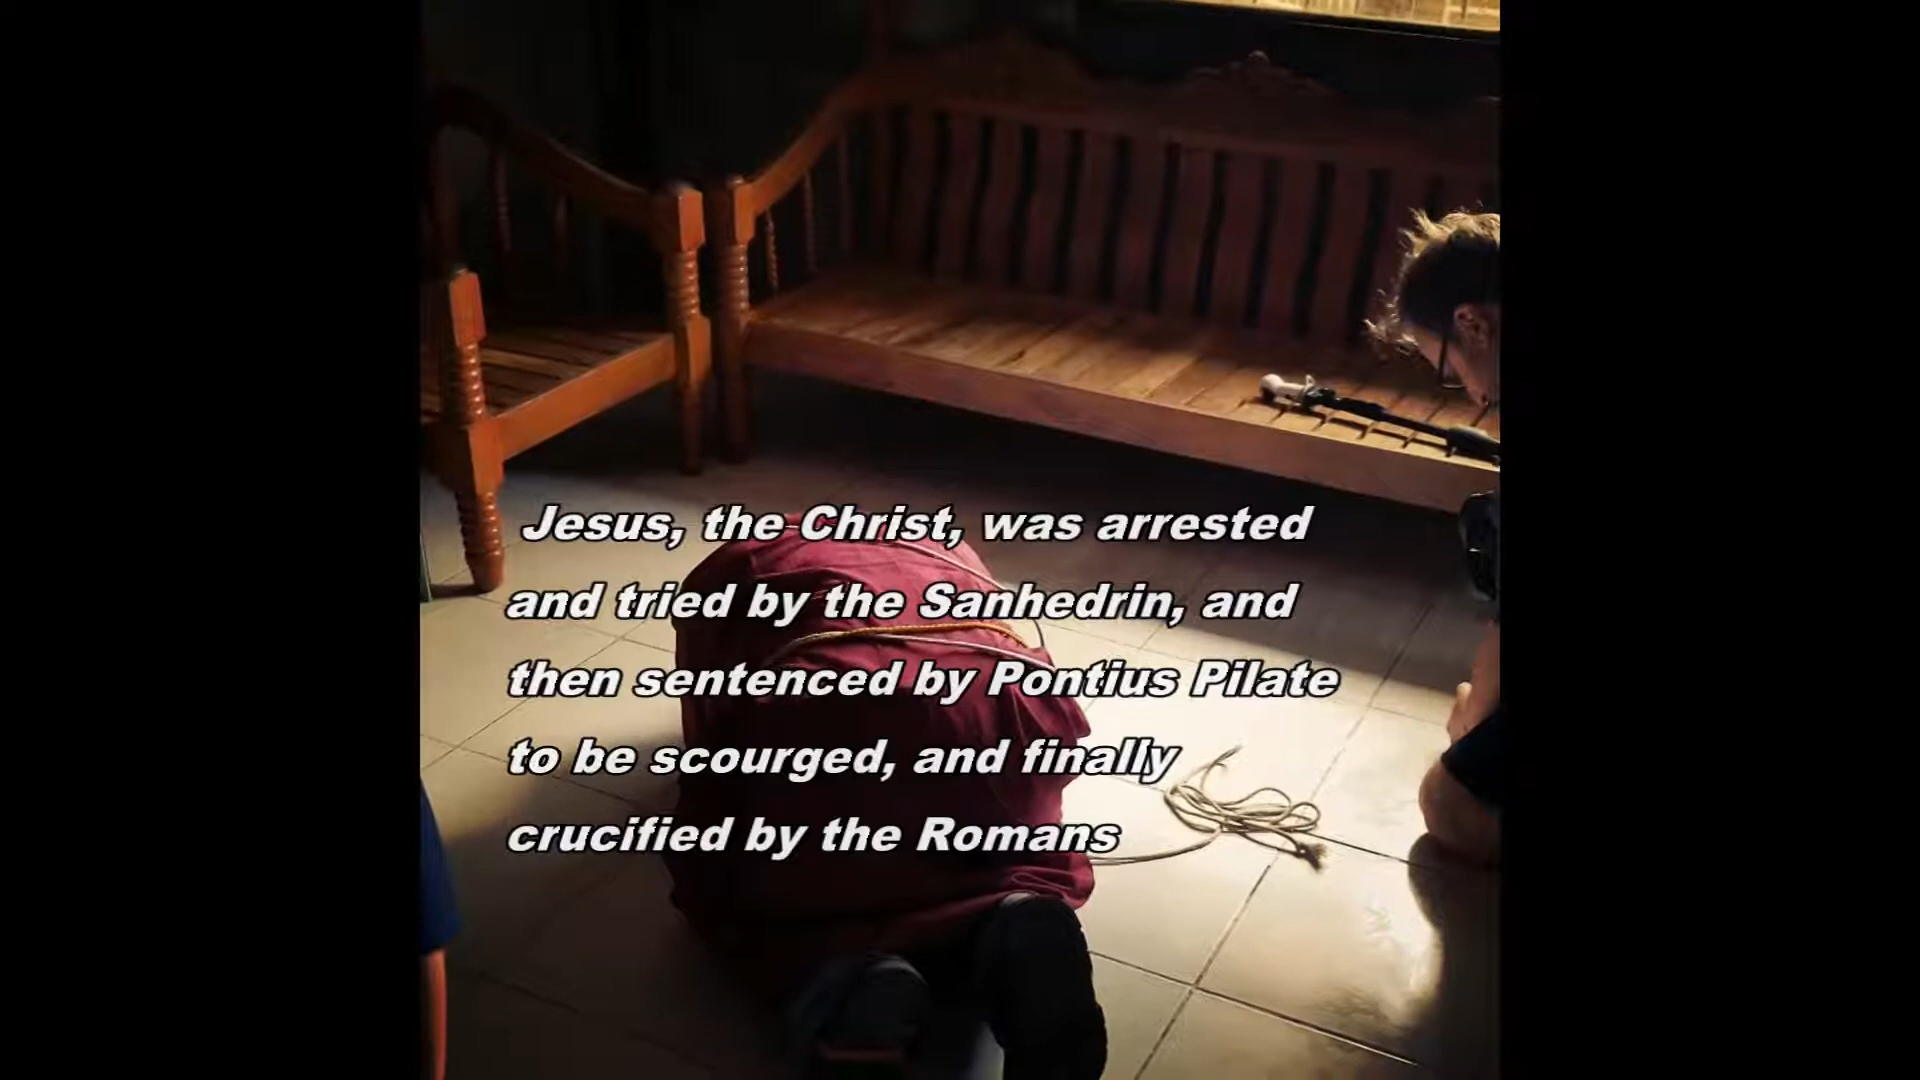 Jesus, the Christ, was arrested
and tried by the Sanhedrin, and
then sentenced by Pontius Pilate
to be scourged, and finally
crucified by the Romans